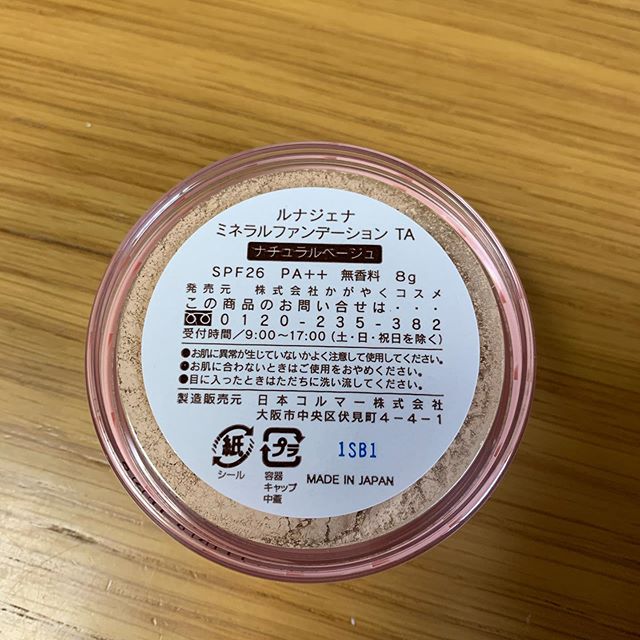 ルナジェナ
ミネラルファンデーション TA
ナチュラルベージュ
SPF26 PA++ 無香料 8g
発売元 株式会社かがやくコスメ
この商品のお問い合せは・・・
0120-235-382
受付時間/9:00~17:00 (土・日・祝日を除く)
●お肌に異常が生じていないかよく注意して使用してください。
●お肌に合わないときはご使用をおやめください。
●目に入ったときはただちに洗い流してください。
製造販売元 日本コルマー株式会社
大阪市中央区伏見町4-4-1
紙 プラ 1SB1
シール 容器 MADE IN JAPAN
キャップ
中蓋